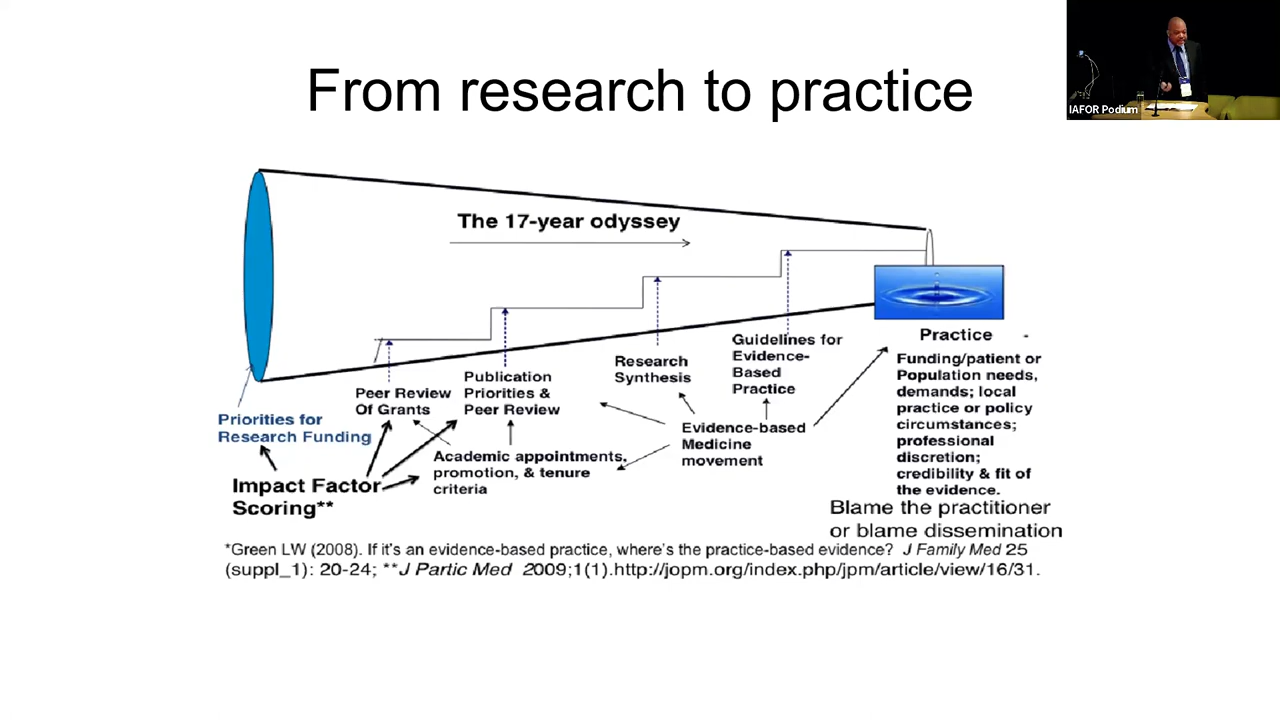 From research to practice
IAFOR Podium
The 17-year odyssey
Priorities for
Research Funding
Impact Factor
Scoring**
Peer Review
Of Grants
Publication
Priorities &
Peer Review
Academic appointments,
promotion, & tenure
criteria
Research
Synthesis
Guidelines for
Evidence-
Based
Practice
Evidence-based
Medicine
movement
Practice -
Funding/patient or
Population needs,
demands; local
practice or policy
circumstances;
professional
discretion;
credibility & fit of
the evidence.
Blame the practitioner
or blame dissemination
*Green LW (2008). If it's an evidence-based practice, where's the practice-based evidence? J Family Med 25
(suppl_1): 20-24; **J Partic Med 2009;1(1).http://jopm.org/index.php/jpm/article/view/16/31.